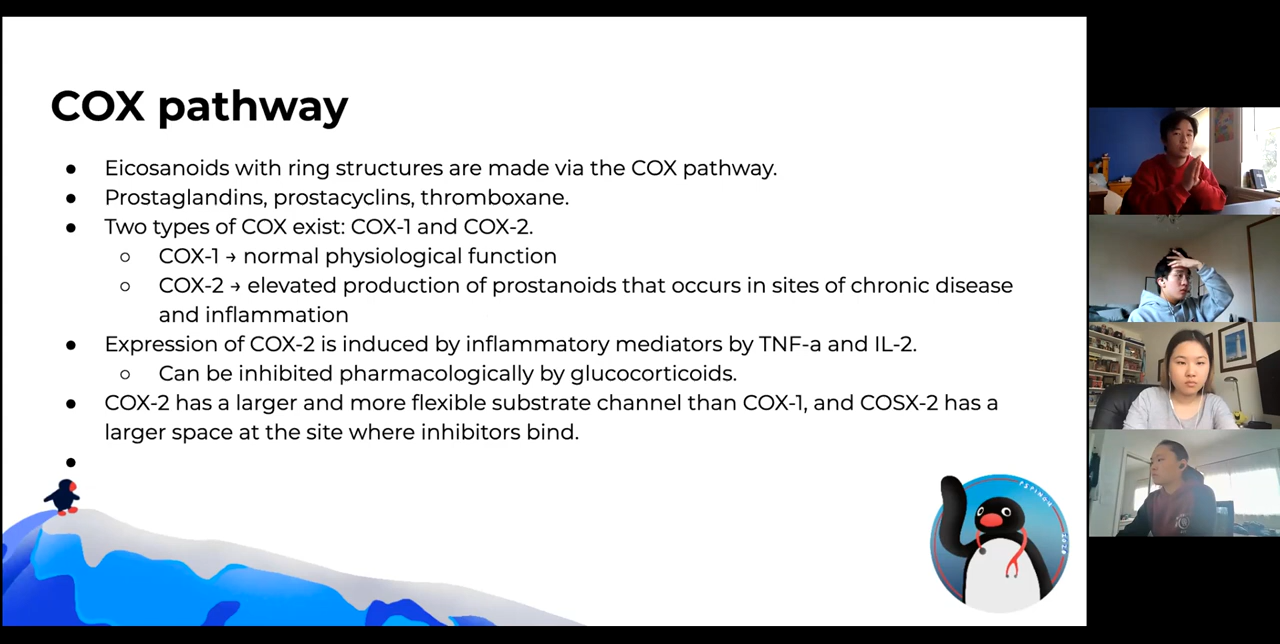 COX pathway
● Eicosanoids with ring structures are made via the COX pathway.
● Prostaglandins, prostacyclins, thromboxane.
● Two types of COX exist: COX-1 and COX-2.
○ COX-1 → normal physiological function
○ COX-2 → elevated production of prostanoids that occurs in sites of chronic disease
and inflammation
● Expression of COX-2 is induced by inflammatory mediators by TNF-a and IL-2.
○ Can be inhibited pharmacologically by glucocorticoids.
● COX-2 has a larger and more flexible substrate channel than COX-1, and COSX-2 has a
larger space at the site where inhibitors bind.
●